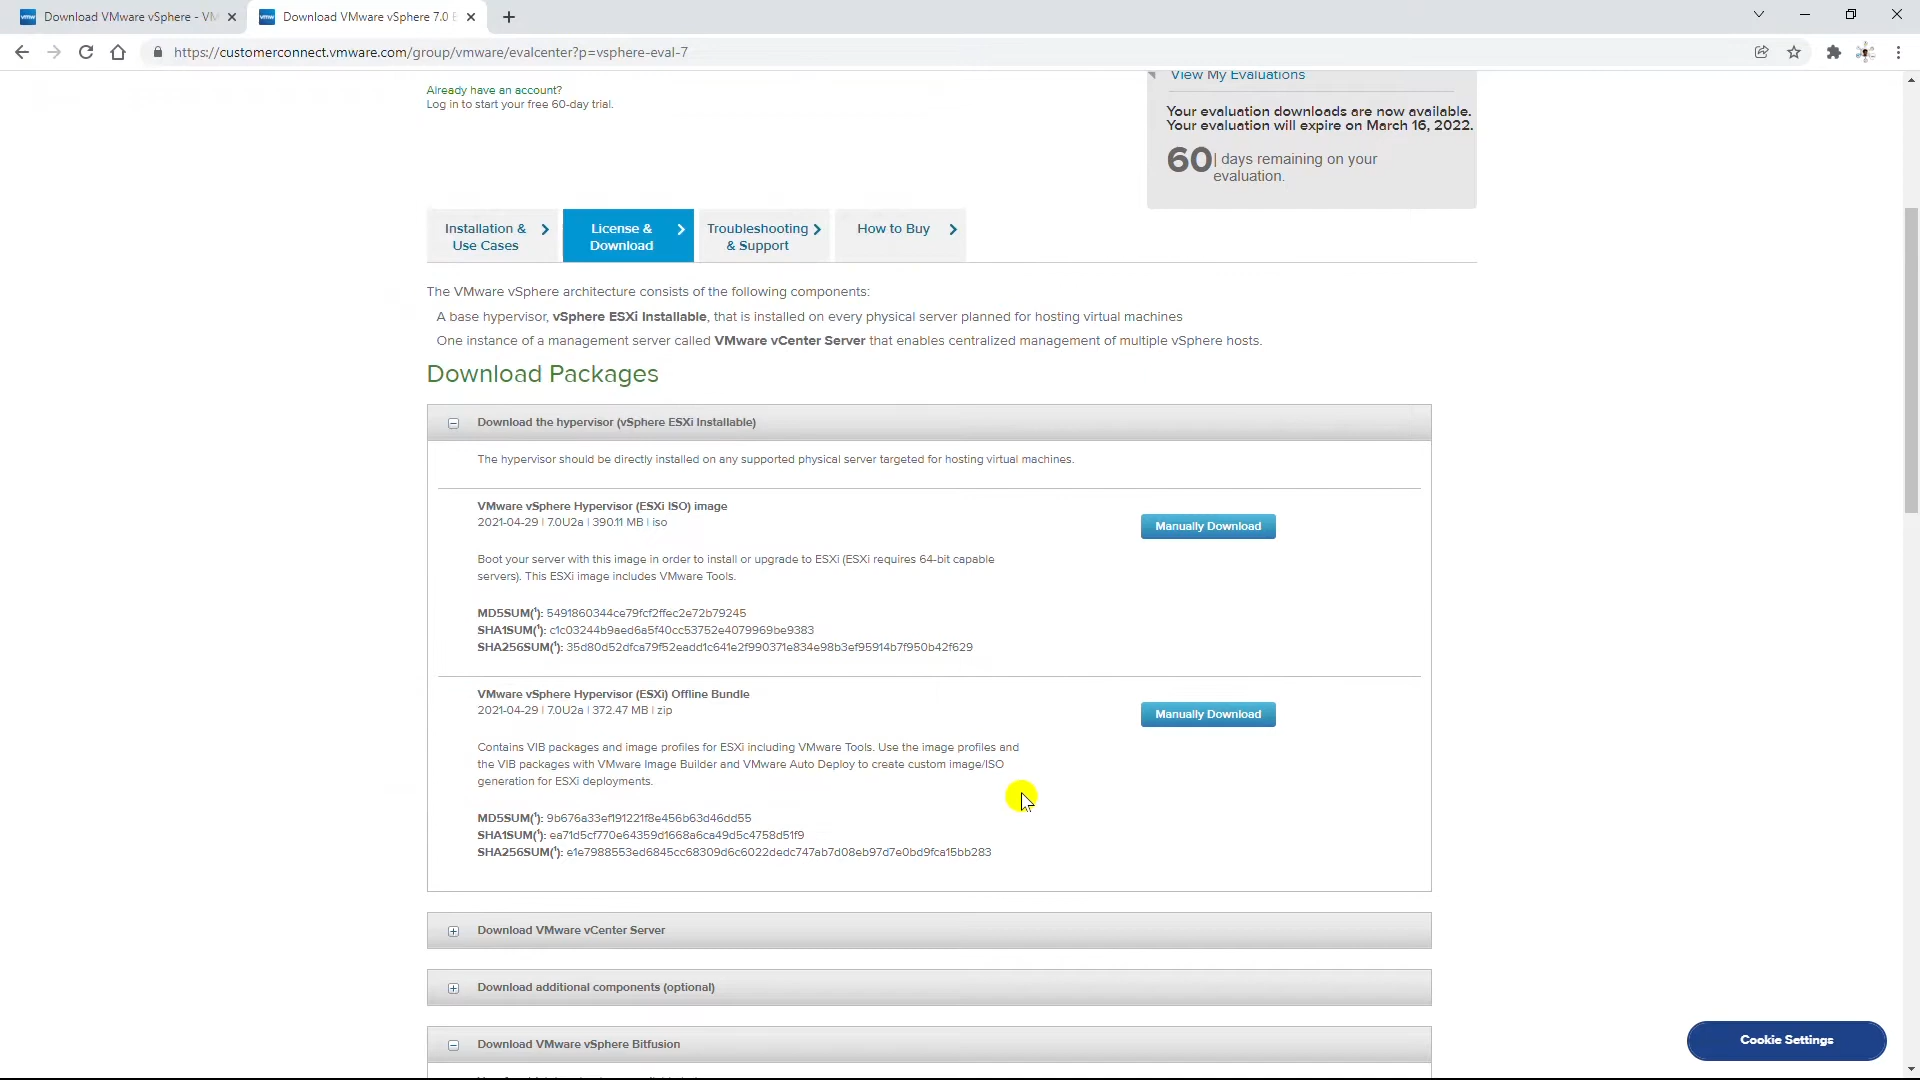 Download VMware vSphere - VM
Download VMware vSphere 7.0 E
https://customerconnect.vmware.com/group/vmware/evalcenter?p=vsphere-eval-7
View My Evaluations
Already have an account?
Log in to start your free 60-day trial.
Your evaluation downloads are now available.
Your evaluation will expire on March 16, 2022.
60| days remaining on your
evaluation.
Installation &
Use Cases
License &
Download
Troubleshooting
& Support
How to Buy
The VMware vSphere architecture consists of the following components:
A base hypervisor, vSphere ESXi Installable, that is installed on every physical server planned for hosting virtual machines
One instance of a management server called VMware vCenter Server that enables centralized management of multiple vSphere hosts.
Download Packages
Download the hypervisor (vSphere ESXi Installable)
The hypervisor should be directly installed on any supported physical server targeted for hosting virtual machines.
VMware vSphere Hypervisor (ESXi ISO) image
2021-04-29 | 7.0U2a | 390.11 MB | iso
Manually Download
Boot your server with this image in order to install or upgrade to ESXi (ESXi requires 64-bit capable
servers). This ESXi image includes VMware Tools.
MD5SUM(¹): 5491860344ce79fcf2ffec2e72b79245
SHA1SUM(¹): c1c03244b9aed6a5f40cc53752e4079969be9383
SHA256SUM(¹): 35d80d52dfca79f52eadd1c641e2f990371e834e98b3ef95914b7f950b42f629
VMware vSphere Hypervisor (ESXi) Offline Bundle
2021-04-29 | 7.0U2a | 372.47 MB | zip
Manually Download
Contains VIB packages and image profiles for ESXi including VMware Tools. Use the image profiles and
the VIB packages with VMware Image Builder and VMware Auto Deploy to create custom image/ISO
generation for ESXi deployments.
MD5SUM(¹): 9b676a33ef191221f8e456b63d46dd55
SHA1SUM(¹): ea71d5cf770e64359d1668a6ca49d5c4758d51f9
SHA256SUM(¹): e1e7988553ed6845cc68309d6c6022dedc747ab7d08eb97d7e0bd9fca15bb283
Download VMware vCenter Server
Download additional components (optional)
Download VMware vSphere Bitfusion
Cookie Settings